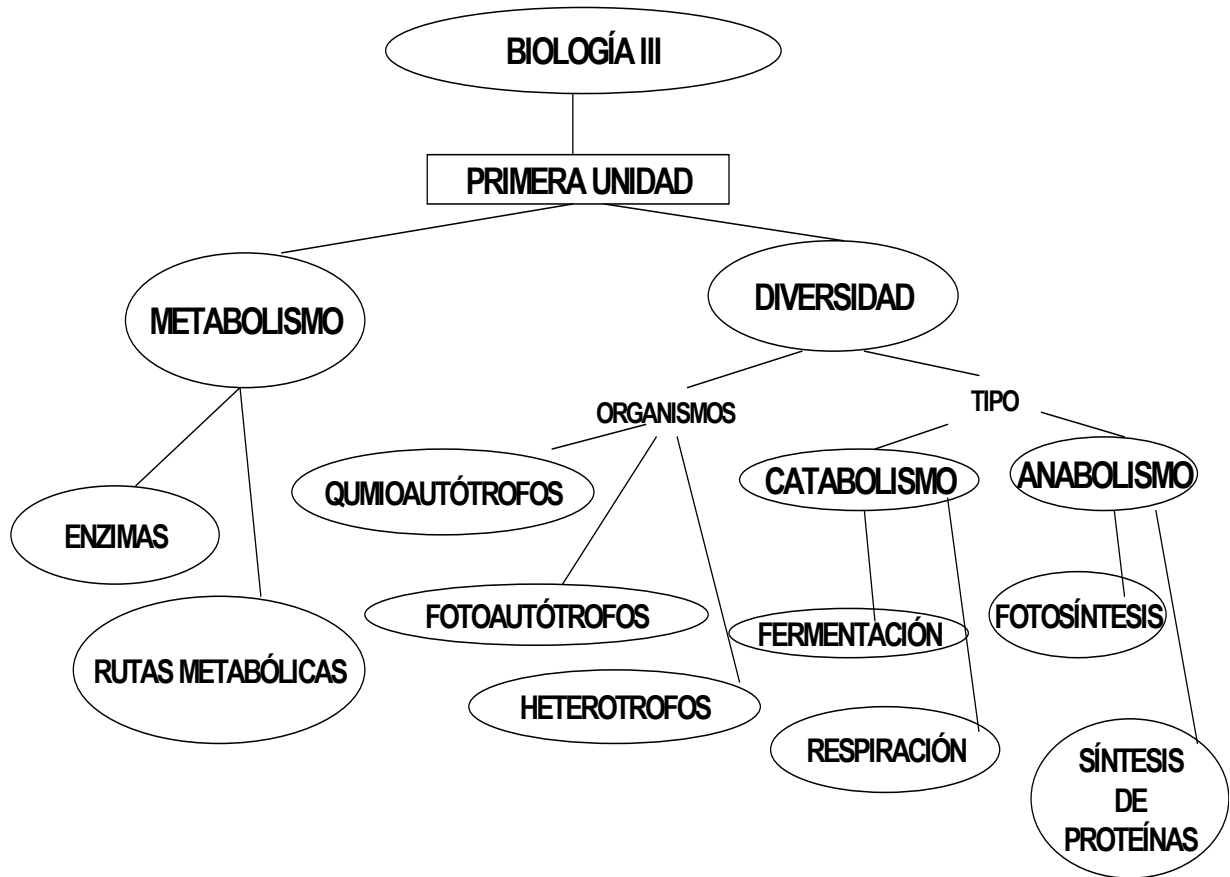 BIOLOGÍA III
PRIMERA UNIDAD
METABOLISMO
DIVERSIDAD
ORGANISMOS
TIPO
QUMIOAUTÓTROFOS
CATABOLISMO
ANABOLISMO
ENZIMAS
FOTOAUTÓTROFOS
FERMENTACIÓN
FOTOSÍNTESIS
RUTAS METABÓLICAS
HETEROTROFOS
RESPIRACIÓN
SÍNTESIS
DE
PROTEÍNAS